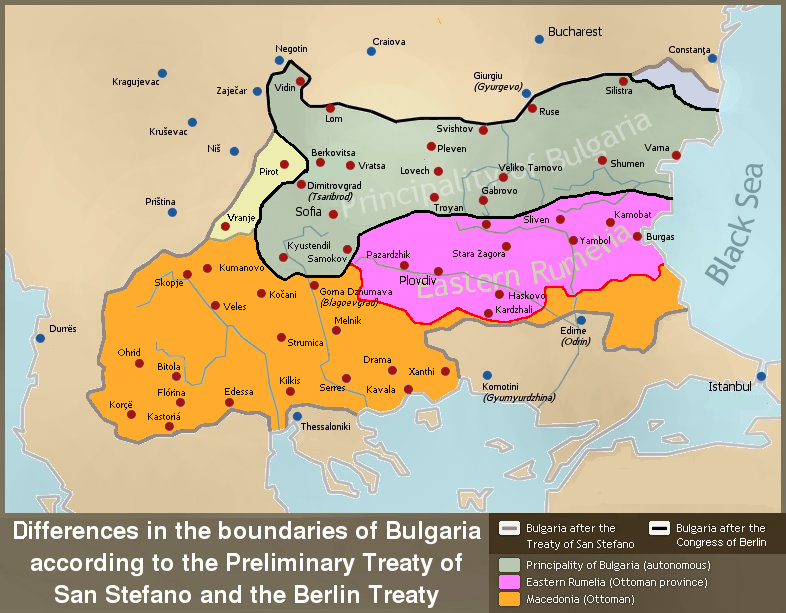 Negotin
Craiova
Bucharest
Constanţa
Kragujevac
Zaječar
Vidin
Giurgiu
(Gyurgevo)
Silistra
Lom
Ruse
Kruševac
Svishtov
Niš
Berkovitsa
Pleven
Varna
Pirot
Vratsa
Lovech
Veliko Tarnovo
Shumen
Principality of Bulgaria
Dimitrovgrad
(Tsaribrod)
Gabrovo
Priština
Sofia
Troyan
Vranje
Sliven
Karnobat
Black Sea
Kyustendil
Samokov
Pazardzhik
Stara Zagora
Yambol
Burgas
Kumanovo
Skopje
Plovdiv
Eastern Rumelia
Gorna Dzhumaya
(Blagoevgrad)
Kočani
Haskovo
Veles
Kardzhali
Melnik
Durrës
Strumica
Edirne
(Odrin)
Ohrid
Bitola
Drama
Xanthi
Kilkis
Serres
Kavala
Komotini
(Gyumyurdzhina)
Istanbul
Flórina
Edessa
Korçë
Kastoriá
Thessaloniki
Differences in the boundaries of Bulgaria
according to the Preliminary Treaty of
San Stefano and the Berlin Treaty
Bulgaria after the
Treaty of San Stefano
Bulgaria after the
Congress of Berlin
Principality of Bulgaria (autonomous)
Eastern Rumelia (Ottoman province)
Macedonia (Ottoman)